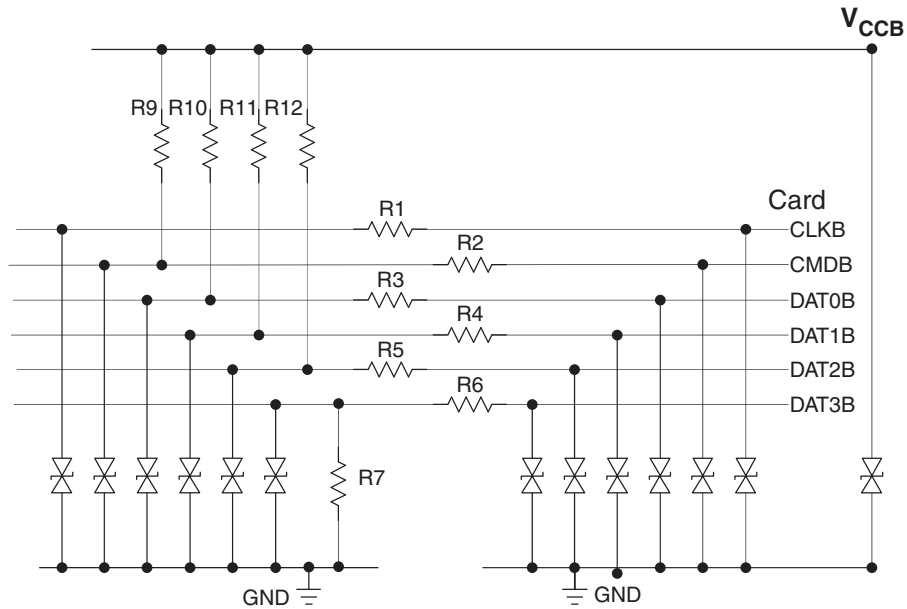 VCCB
R9 R10 R11 R12
Card
R1
CLKB
R2
CMDB
R3
DAT0B
R4
DAT1B
R5
DAT2B
R6
DAT3B
R7
GND
GND